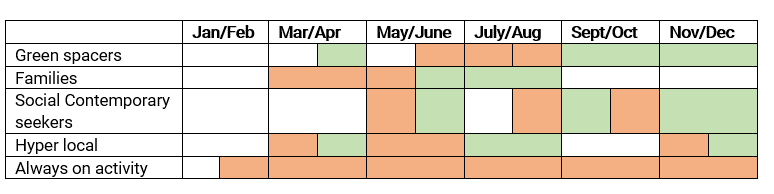 Jan/Feb Mar/Apr May/June July/Aug Sept/Oct Nov/Dec
Green spacers
Families
Social Contemporary
seekers
Hyper local
Always on activity